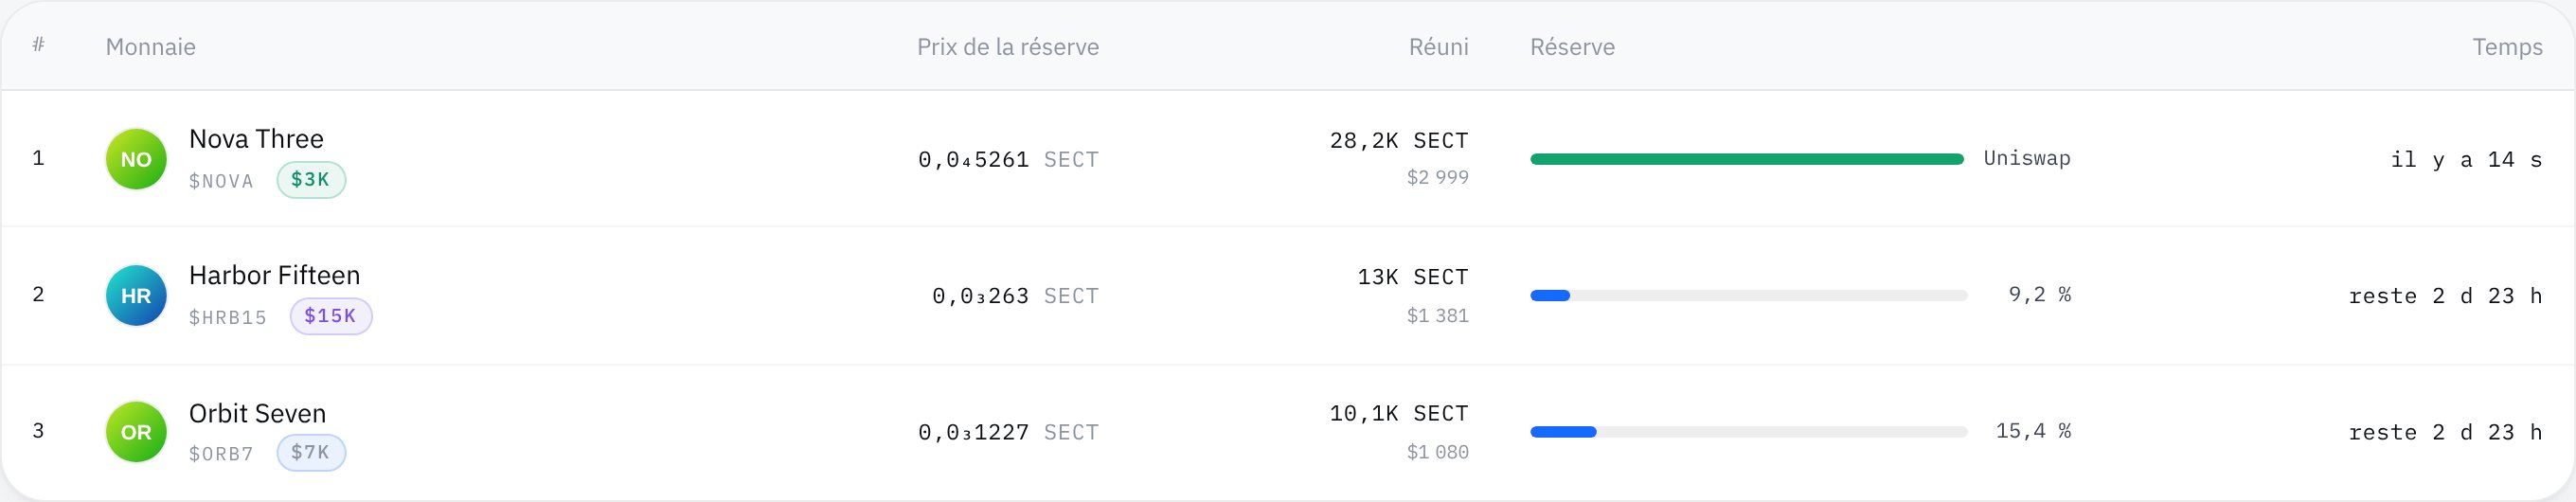 # Monnaie Prix de la réserve Réuni Réserve Temps
1 NO Nova Three $NOVA $3K 0,0₄5261 SECT 28,2K SECT $2 999 Uniswap il y a 14 s
2 HR Harbor Fifteen $HRB15 $15K 0,0₃263 SECT 13K SECT $1 381 9,2 % reste 2 d 23 h
3 OR Orbit Seven $ORB7 $7K 0,0₃1227 SECT 10,1K SECT $1 080 15,4 % reste 2 d 23 h